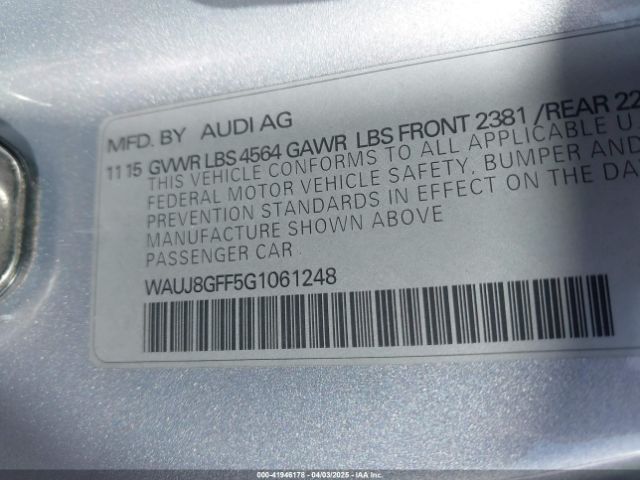 MFD. BY AUDI AG
11 15 GVWR LBS 4564 GAWR LBS FRONT 2381 / REAR 22
THIS VEHICLE CONFORMS TO ALL APPLICABLE U
FEDERAL MOTOR VEHICLE SAFETY, BUMPER AND
PREVENTION STANDARDS IN EFFECT ON THE DA
MANUFACTURE SHOWN ABOVE
PASSENGER CAR
WAUJ8GFF5G1061248
000-41946178 - 04/03/2025 - IAA Inc.